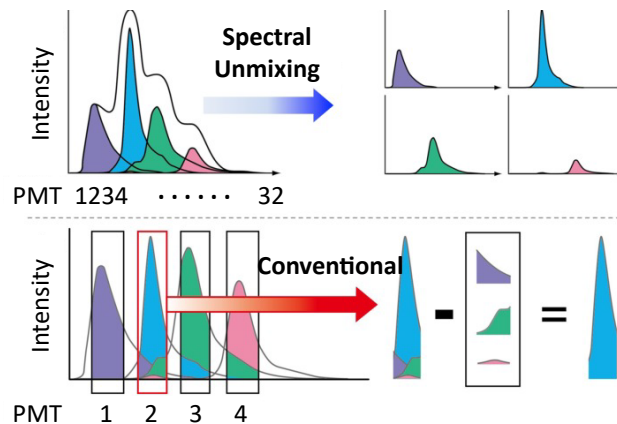 Intensity
Spectral
Unmixing
PMT 1234 ...... 32
Intensity
Conventional
- =
PMT 1 2 3 4